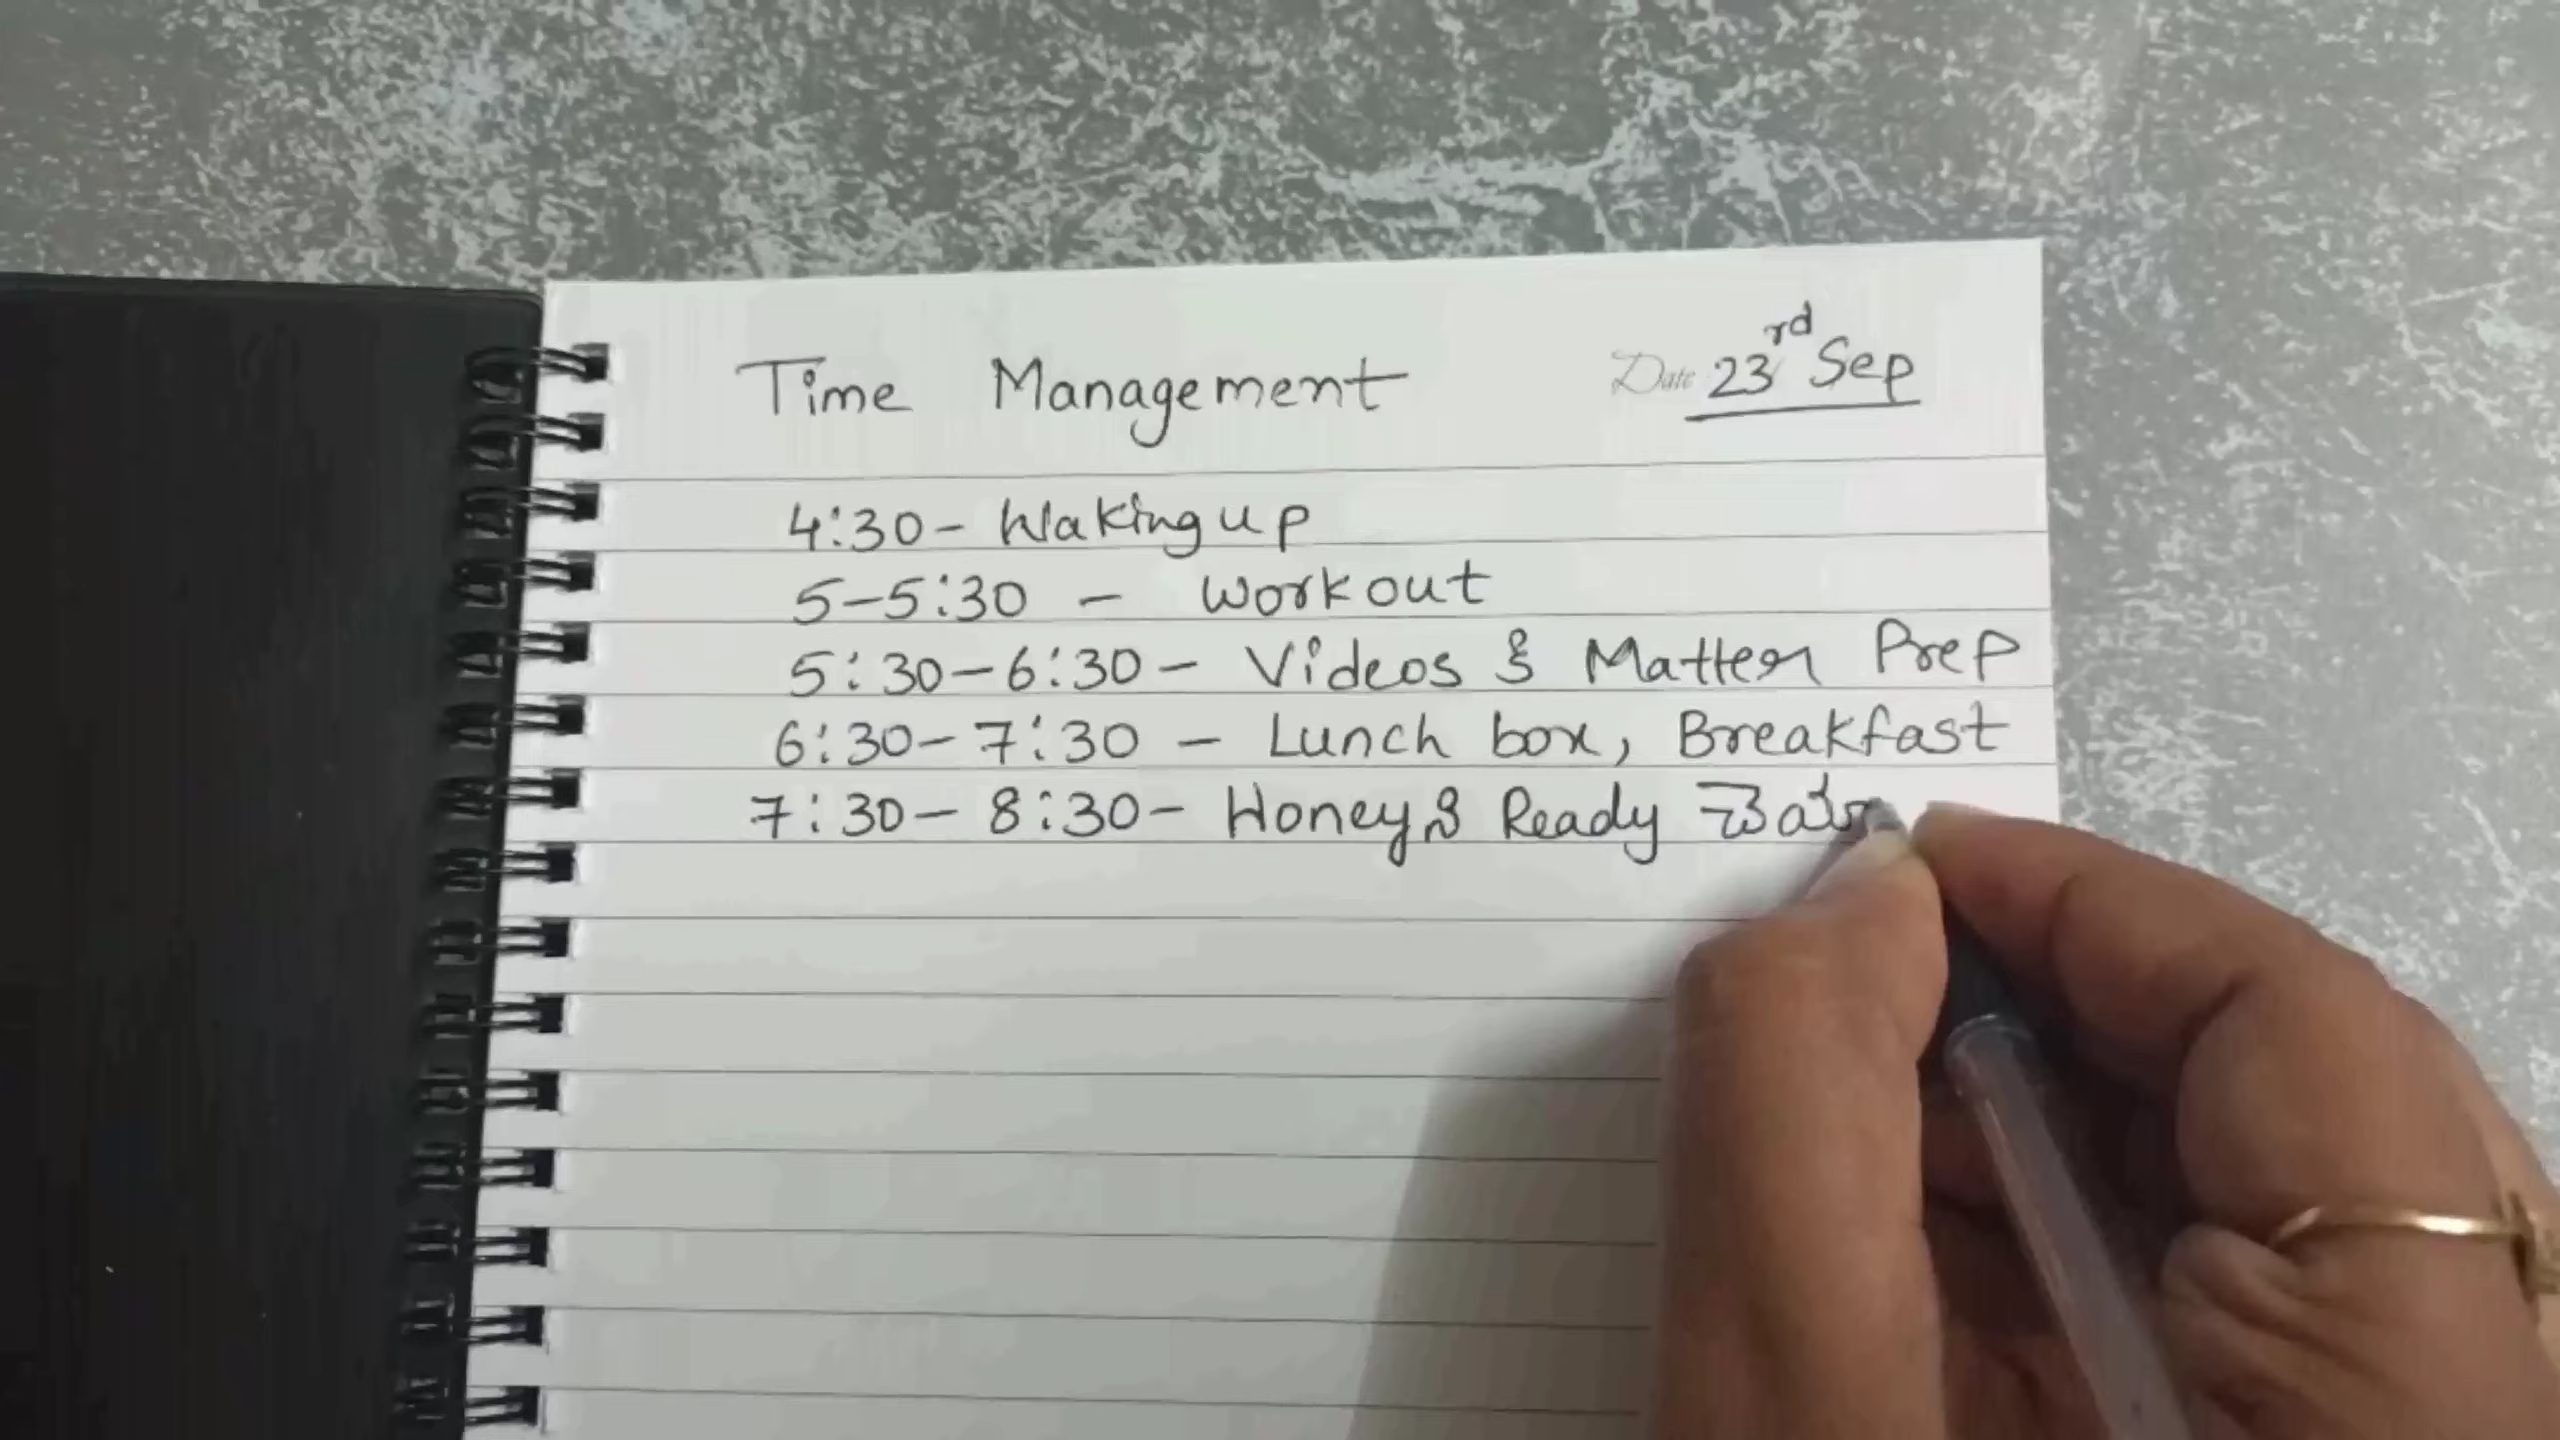 Time Management
Date 23rd Sep
4:30 - Waking up
5-5:30 - Workout
5:30-6:30 - Videos & Matter Prep
6:30-7:30 - Lunch box, Breakfast
7:30-8:30 - Honey ని Ready